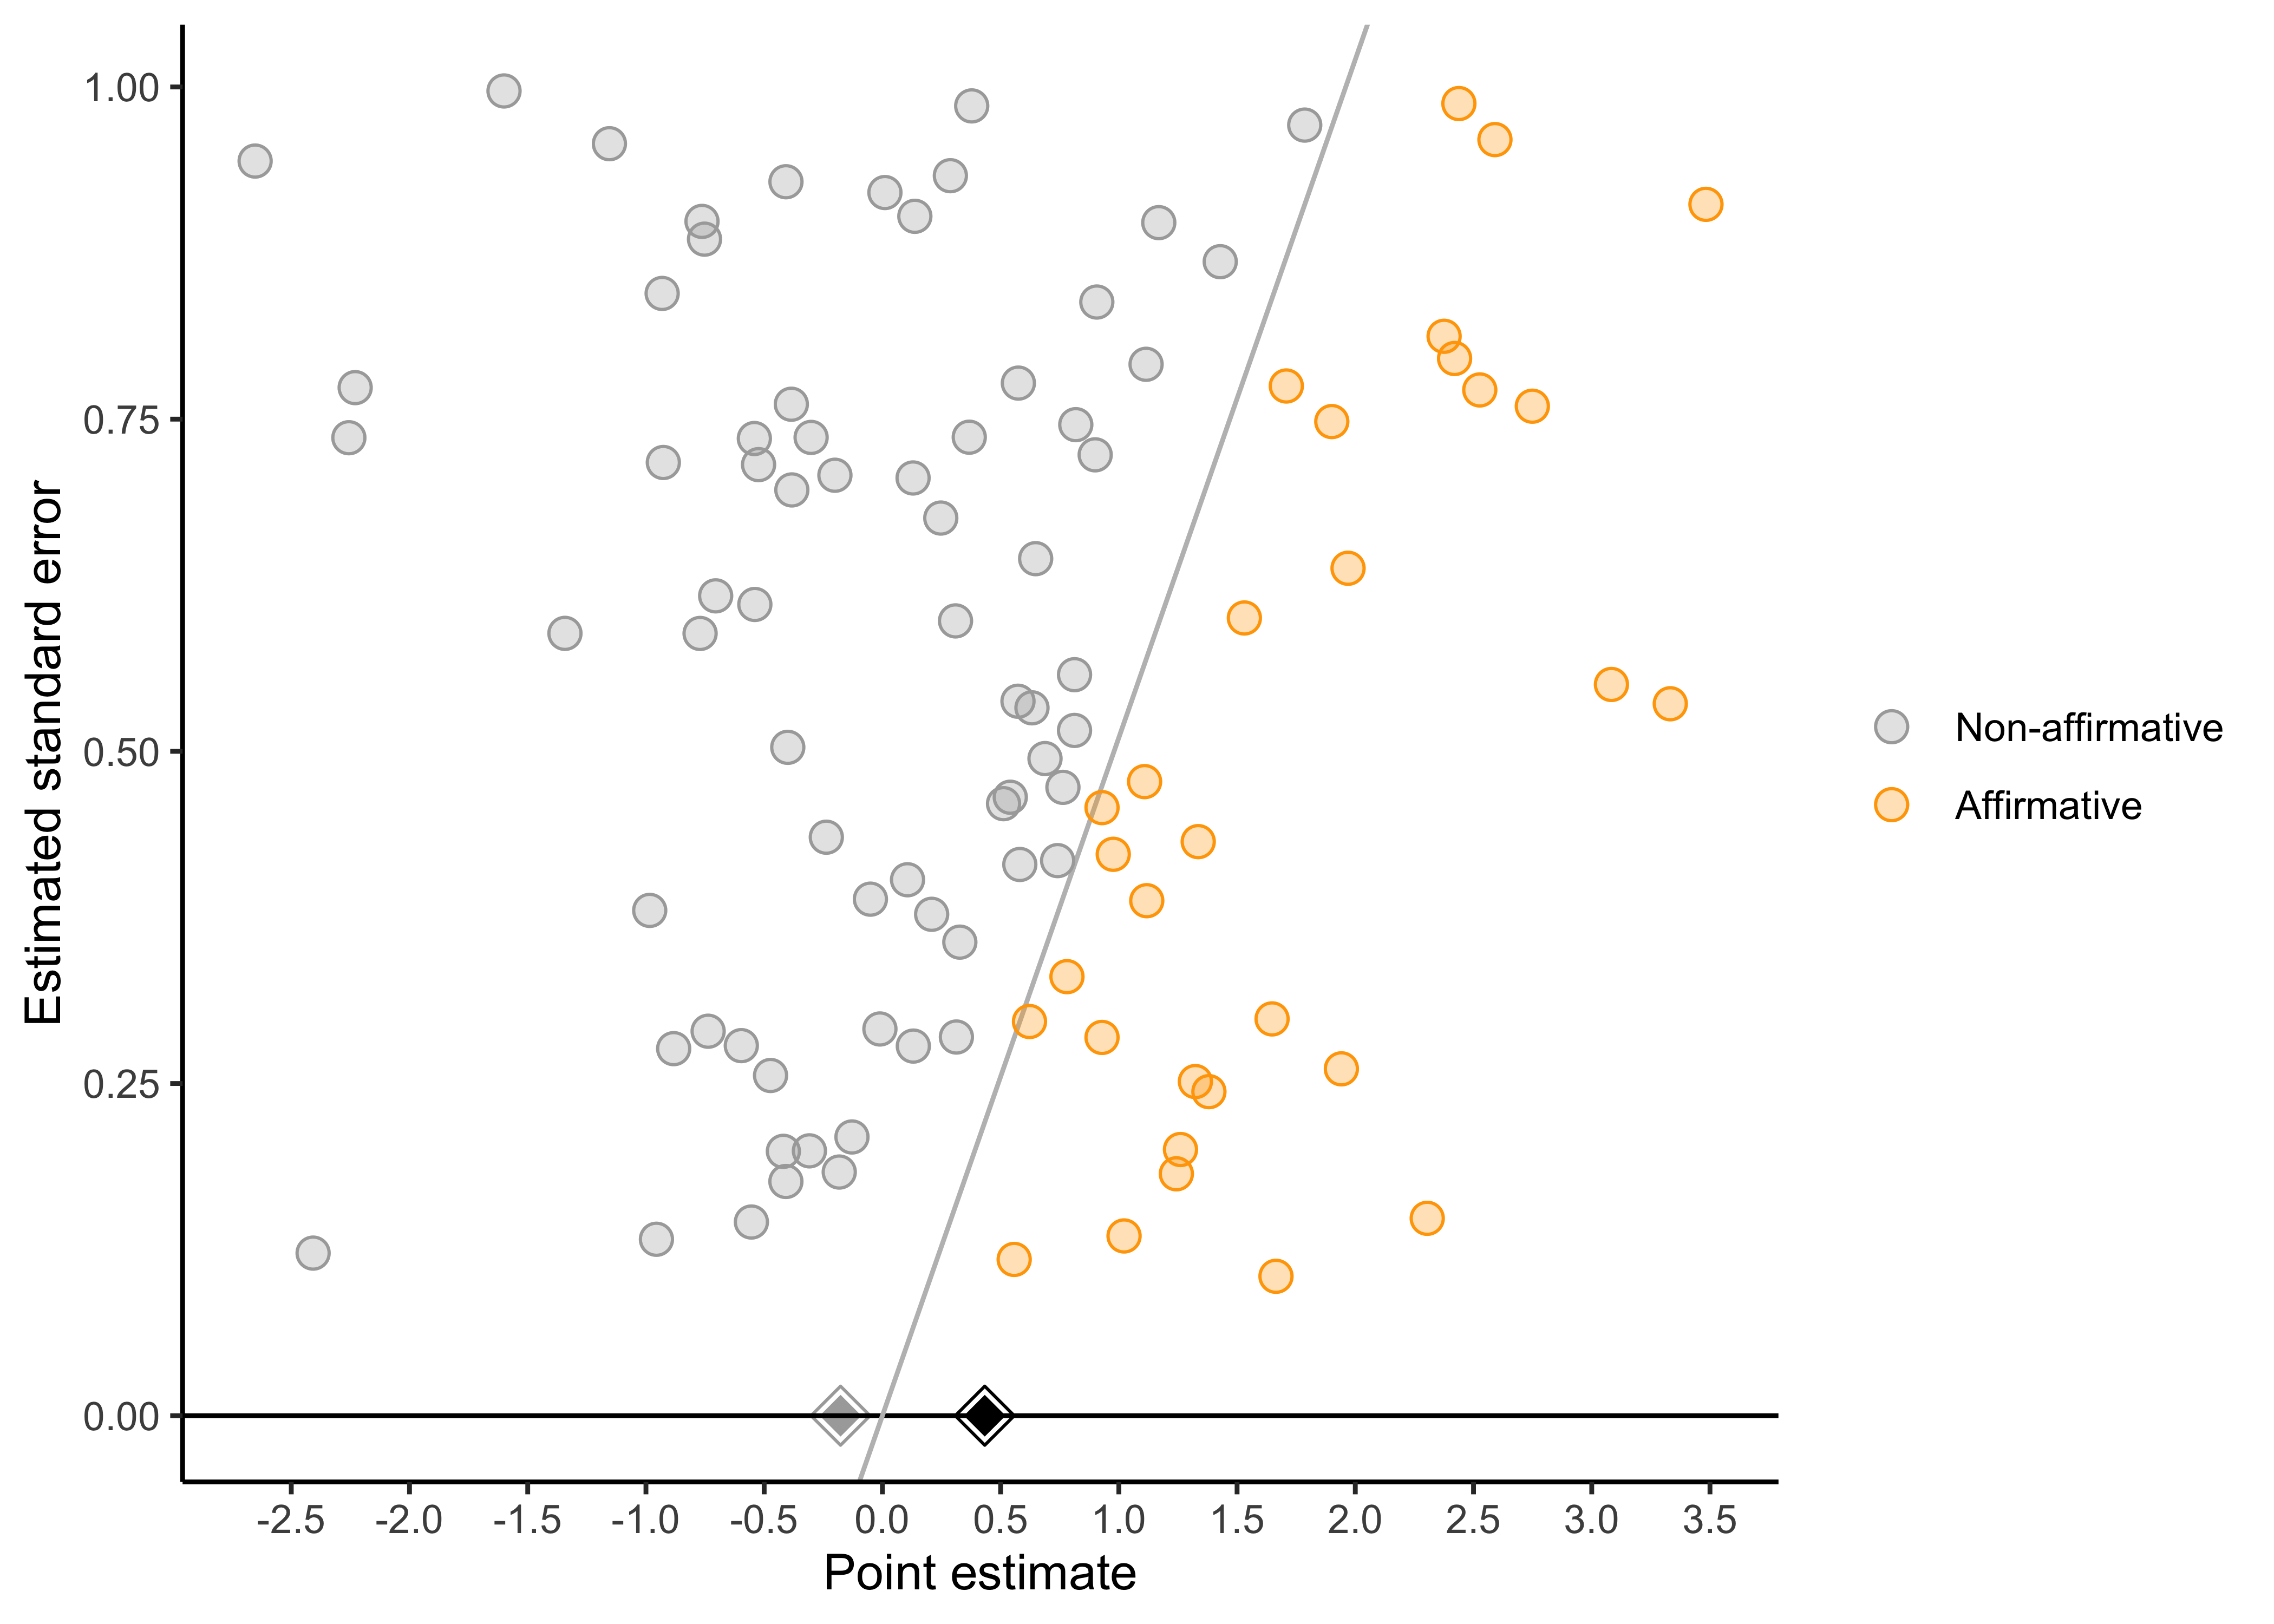 Estimated standard error
1.00
0.75
0.50
0.25
0.00
-2.5 -2.0 -1.5 -1.0 -0.5 0.0 0.5 1.0 1.5 2.0 2.5 3.0 3.5
Point estimate
Non-affirmative
Affirmative